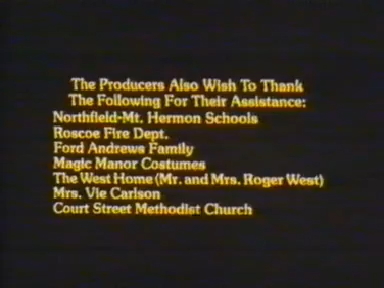 The Producers Also Wish To Thank
The Following For Their Assistance:
Northfield-Mt. Hermon Schools
Roscoe Fire Dept.
Ford Andrews Family
Magic Manor Costumes
The West Home (Mr. and Mrs. Roger West)
Mrs. Vie Carlson
Court Street Methodist Church